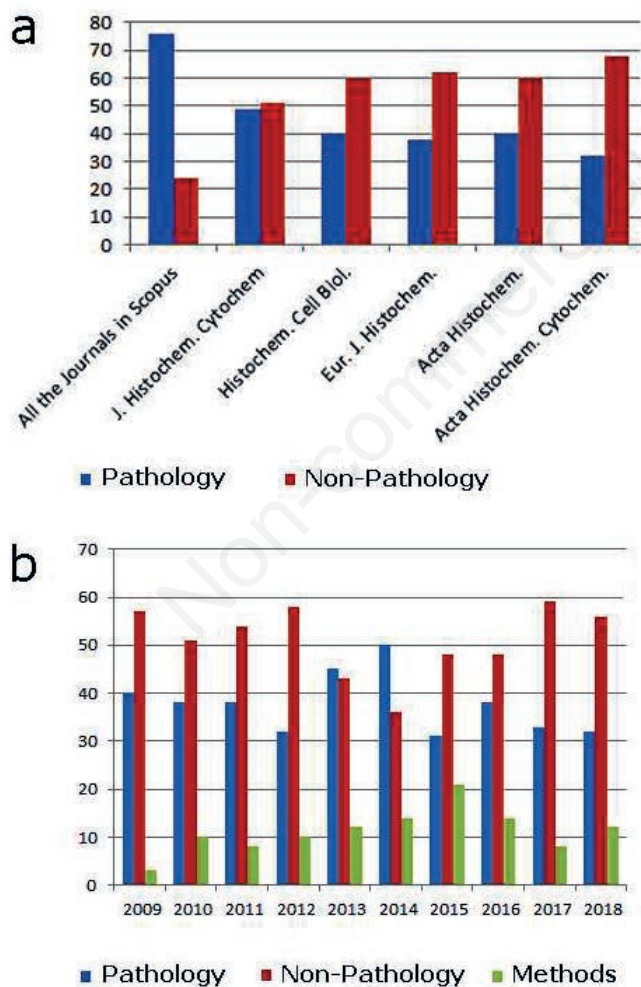 a
80
70
60
50
40
30
20
10
0
All the Journals in Scopus
J. Histochem. Cytochem
Histochem. Cell Biol.
Eur. J. Histochem.
Acta Histochem.
Acta Histochem. Cytochem.
Pathology Non-Pathology
Non-commerc
b
70
60
50
40
30
20
10
0
2009 2010 2011 2012 2013 2014 2015 2016 2017 2018
Pathology Non-Pathology Methods